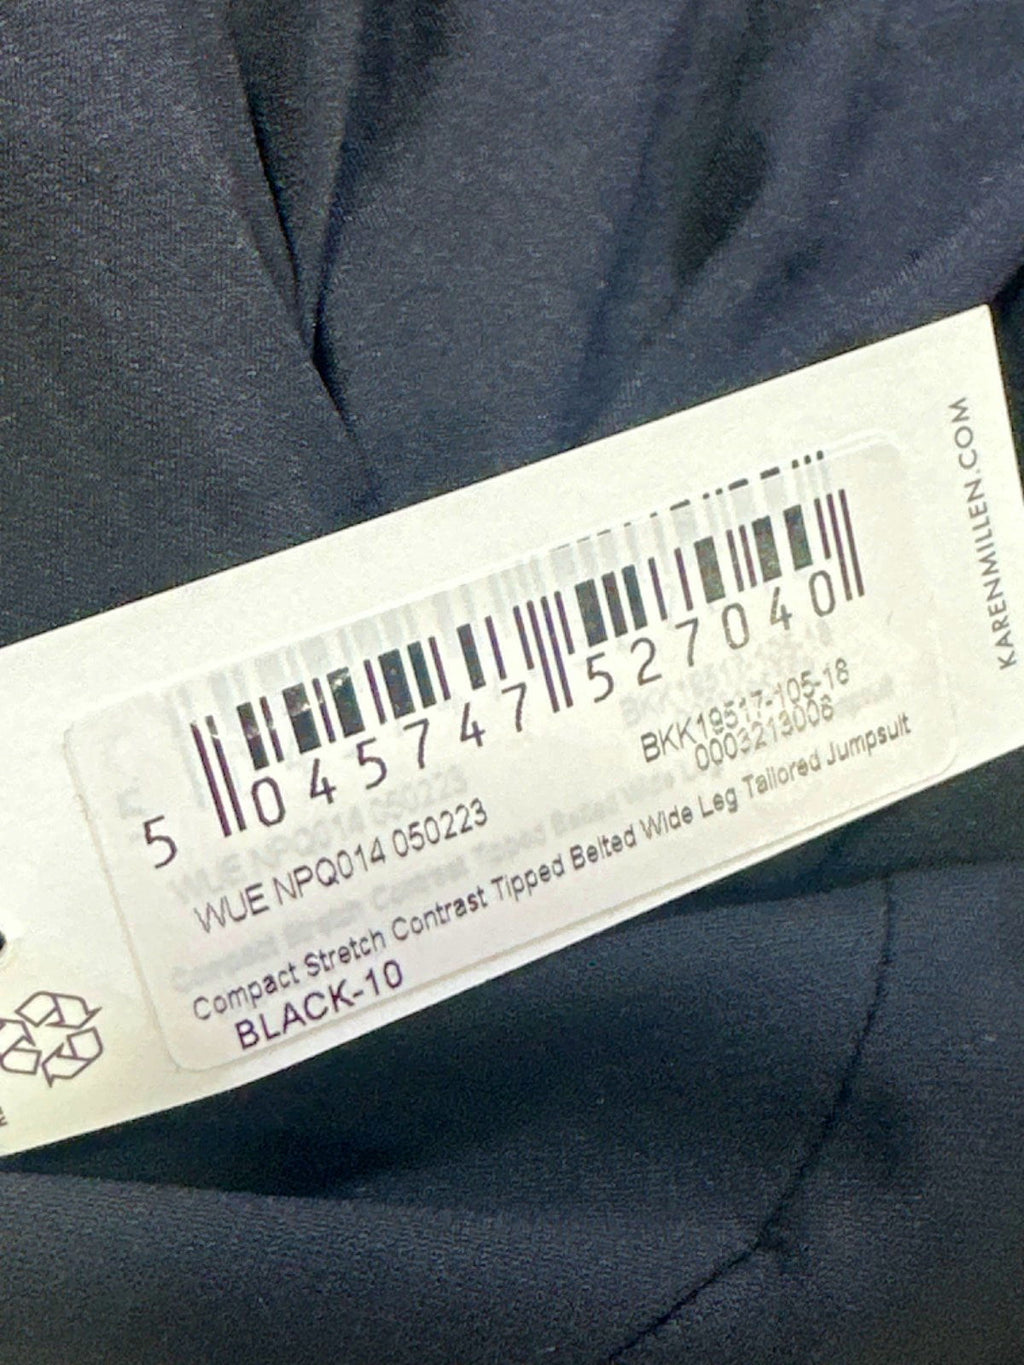 KARENMILLEN.COM
5 045747 527040
BKK19517-105-18
0003213006
WUE NPQ014 050223
Compact Stretch Contrast Tipped Belted Wide Leg Tailored Jumpsuit
BLACK-10